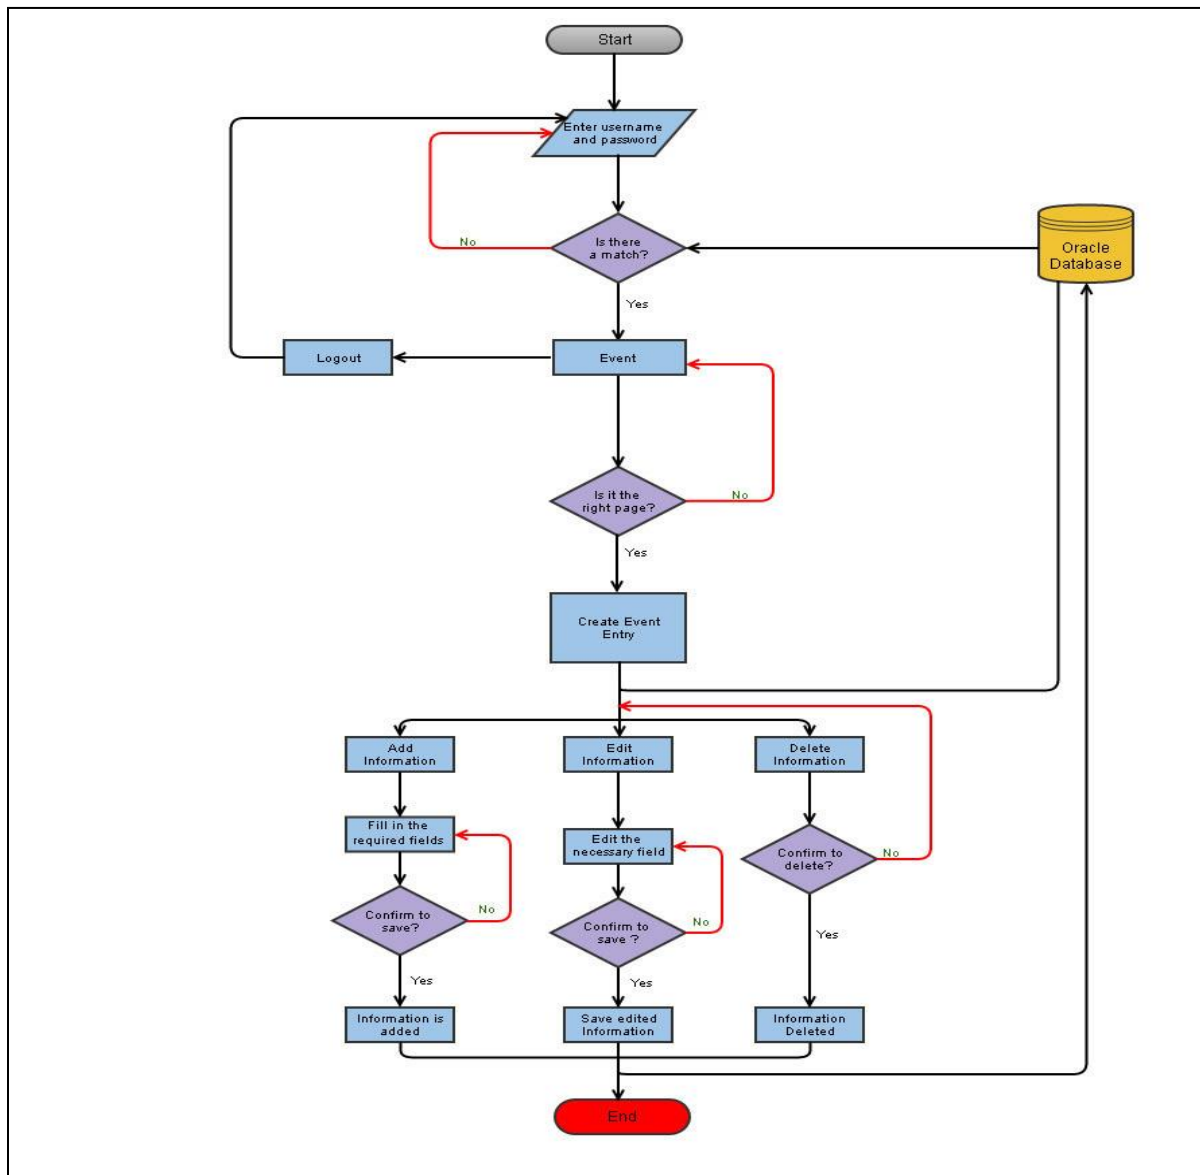 Start
Enter username
and password
Is there
a match?
No
Oracle
Database
Yes
Logout
Event
Is it the
right page?
No
Yes
Create Event
Entry
Add
Information
Edit
Information
Delete
Information
Fill in the
required fields
Edit the
necessary field
Confirm to
delete?
No
Confirm to
save?
No
Confirm to
save ?
No
Yes
Yes
Yes
Information is
added
Save edited
Information
Information
Deleted
End